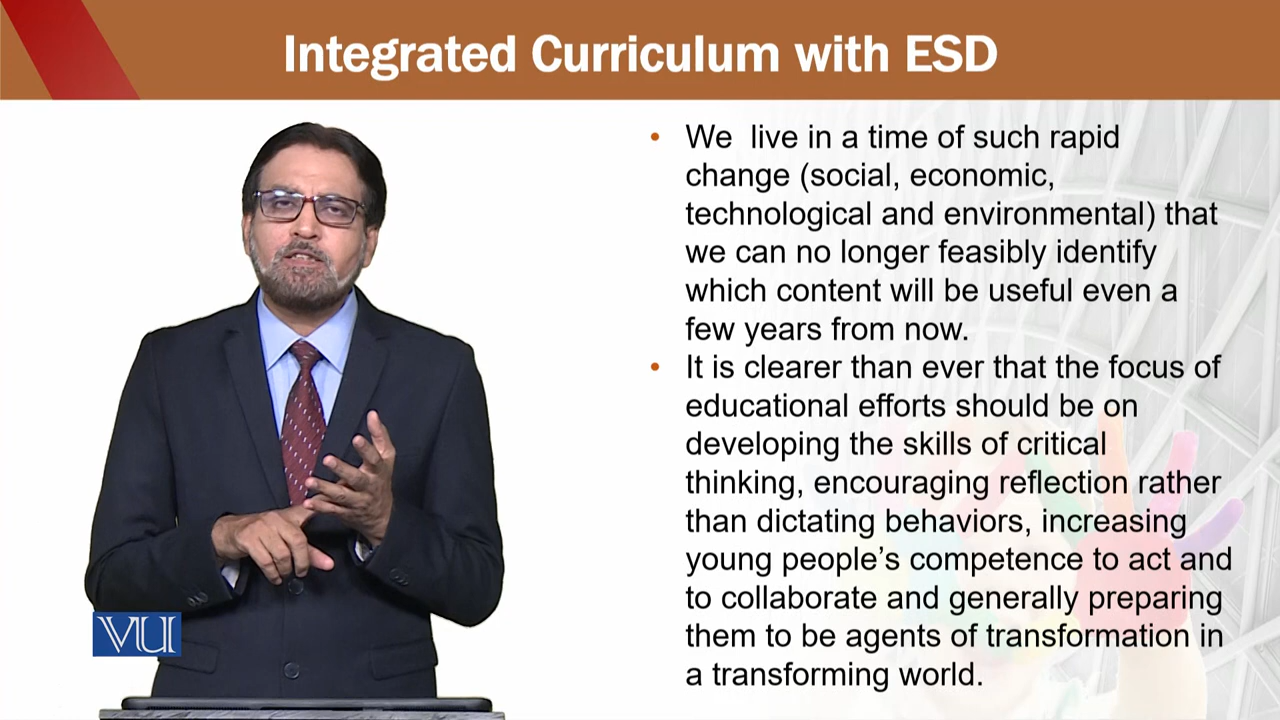 Integrated Curriculum with ESD
• We  live in a time of such rapid
change (social, economic,
technological and environmental) that
we can no longer feasibly identify
which content will be useful even a
few years from now.
• It is clearer than ever that the focus of
educational efforts should be on
developing the skills of critical
thinking, encouraging reflection rather
than dictating behaviors, increasing
young people’s competence to act and
to collaborate and generally preparing
them to be agents of transformation in
a transforming world.
VU